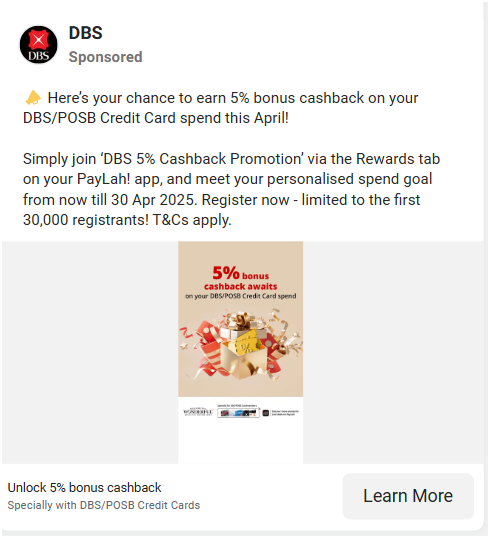 DBS
DBS
Sponsored
📣 Here's your chance to earn 5% bonus cashback on your
DBS/POSB Credit Card spend this April!
Simply join ‘DBS 5% Cashback Promotion’ via the Rewards tab
on your PayLah! app, and meet your personalised spend goal
from now till 30 Apr 2025. Register now - limited to the first
30,000 registrants! T&Cs apply.
5% bonus
cashback awaits
on your DBS/POSB Credit Card spend
%
WONDERFUL
Unlock 5% bonus cashback
Specially with DBS/POSB Credit Cards
Learn More